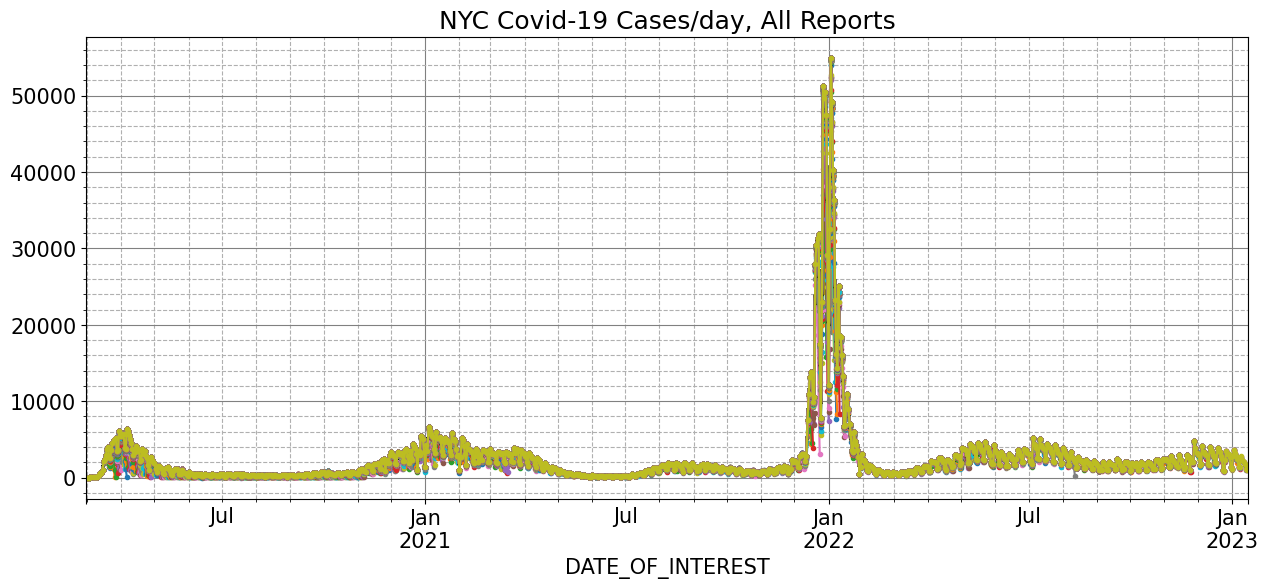 NYC Covid-19 Cases/day, All Reports
50000
40000
30000
20000
10000
0
Jul Jan Jul Jan Jul Jan
2021 2022 2023
DATE_OF_INTEREST